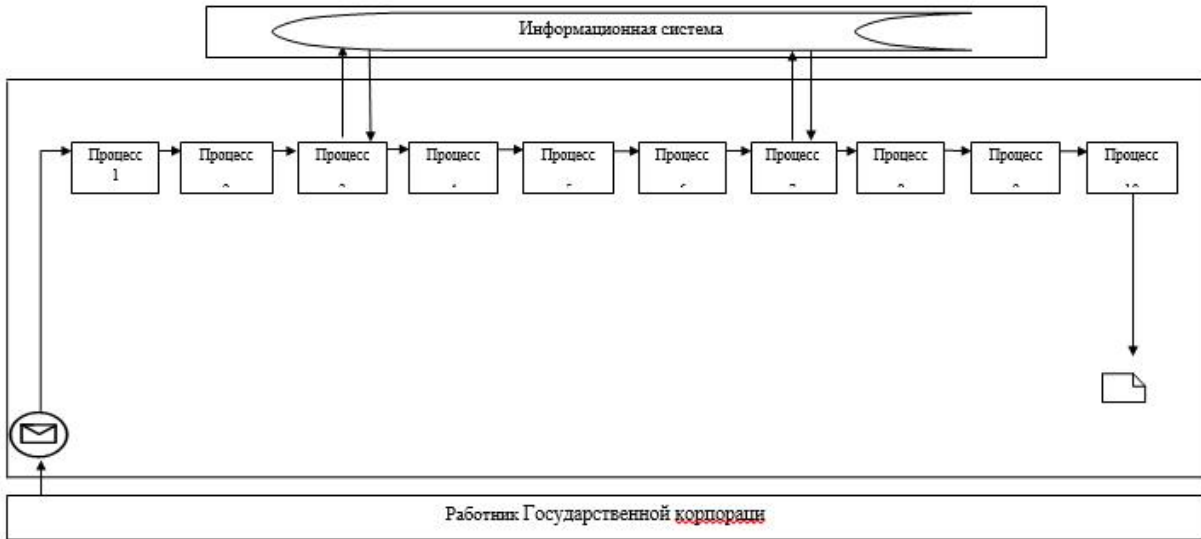 Информационная система
Процесс
1
Процесс
Процесс
Процесс
Процесс
Процесс
Процесс
Процесс
Процесс
Процесс
Работник Государственной корпораци